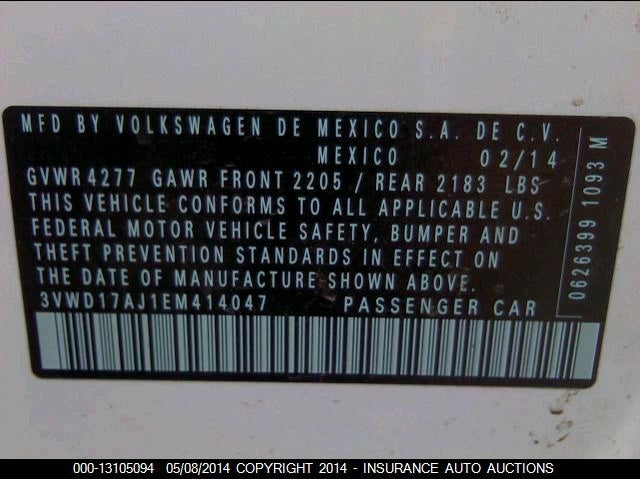 MFD BY VOLKSWAGEN DE MEXICO S.A. DE C.V.
MEXICO 02/14
GVWR 4277 GAWR FRONT 2205 / REAR 2183 LBS
THIS VEHICLE CONFORMS TO ALL APPLICABLE U.S.
FEDERAL MOTOR VEHICLE SAFETY, BUMPER AND
THEFT PREVENTION STANDARDS IN EFFECT ON
THE DATE OF MANUFACTURE SHOWN ABOVE.
3VWD17AJ1EM414047 PASSENGER CAR
0626399 1093 M
000-13105094 05/08/2014 COPYRIGHT 2014 - INSURANCE AUTO AUCTIONS